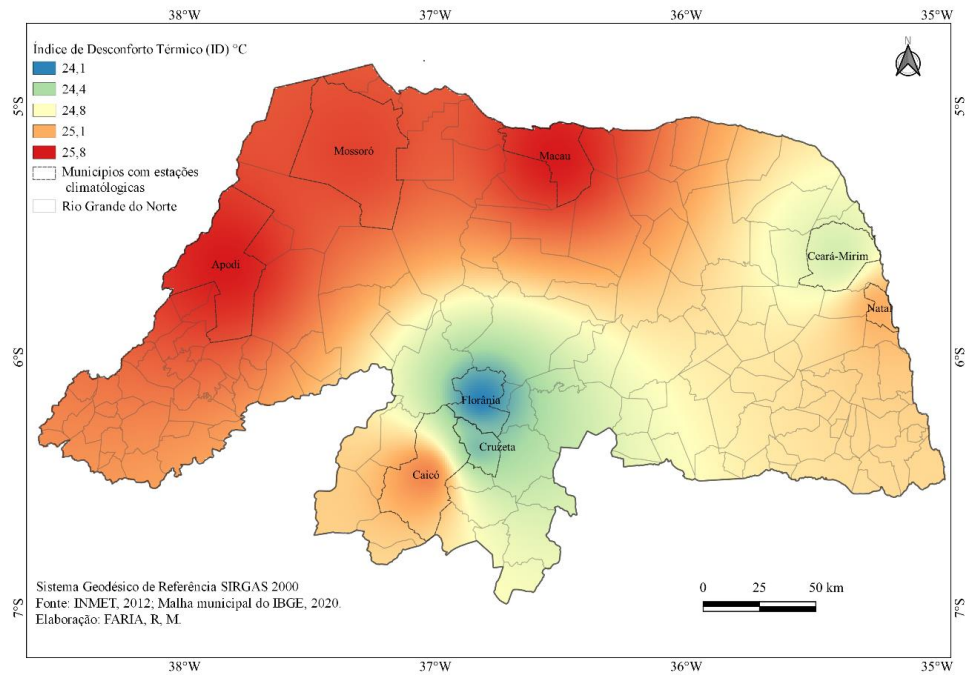 38°W 37°W 36°W 35°W
N
Índice de Desconforto Térmico (ID) °C
24,1
24,4
24,8
25,1
25,8
Municipios com estações
climatólogicas
Rio Grande do Norte
5°S
5°S
Mossoró
Macau
Apodi
Ceará-Mirim
Natal
6°S
6°S
Florânia
Cruzeta
Caicó
Sistema Geodésico de Referência SIRGAS 2000
Fonte: INMET, 2012; Malha municipal do IBGE, 2020.
Elaboração: FARIA, R, M.
0 25 50 km
7°S
7°S
38°W 37°W 36°W 35°W